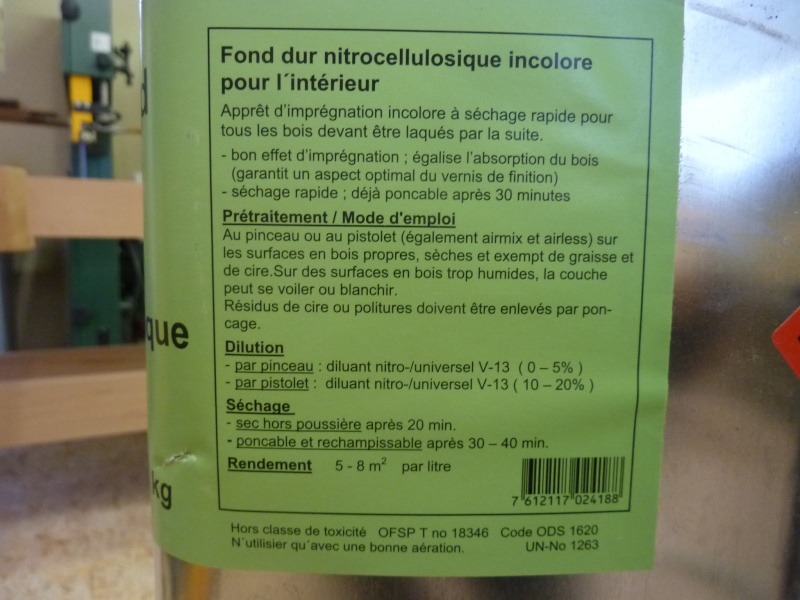 Fond dur nitrocellulosique incolore
pour l´intérieur
Apprêt d'imprégnation incolore à séchage rapide pour
tous les bois devant être laqués par la suite.
- bon effet d'imprégnation ; égalise l'absorption du bois
(garantit un aspect optimal du vernis de finition)
- séchage rapide ; déjà poncable après 30 minutes
Prétraitement / Mode d'emploi
Au pinceau ou au pistolet (également airmix et airless) sur
les surfaces en bois propres, sèches et exempt de graisse et
de cire.Sur des surfaces en bois trop humides, la couche
peut se voiler ou blanchir.
Résidus de cire ou politures doivent être enlevés par pon-
cage.
Dilution
- par pinceau : diluant nitro-/universel V-13 ( 0 – 5% )
- par pistolet : diluant nitro-/universel V-13 ( 10 – 20% )
Séchage
- sec hors poussière après 20 min.
- poncable et rechampissable après 30 – 40 min.
Rendement 5 - 8 m² par litre
7 612117 024188
Hors classe de toxicité OFSP T no 18346 Code ODS 1620
N´utilisier qu´avec une bonne aération. UN-No 1263
d
que
kg